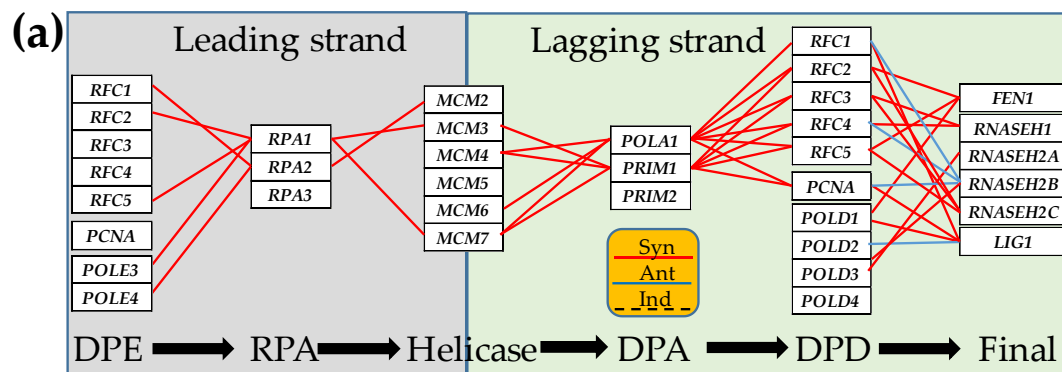 (a)
Leading strand
Lagging strand
RFC1
RFC2
RFC3
RFC4
RFC5
PCNA
POLE3
POLE4
RPA1
RPA2
RPA3
MCM2
MCM3
MCM4
MCM5
MCM6
MCM7
POLA1
PRIM1
PRIM2
Syn
Ant
Ind
RFC1
RFC2
RFC3
RFC4
RFC5
PCNA
POLD1
POLD2
POLD3
POLD4
FEN1
RNASEH1
RNASEH2A
RNASEH2B
RNASEH2C
LIG1
DPE
RPA
Helicase
DPA
DPD
Final